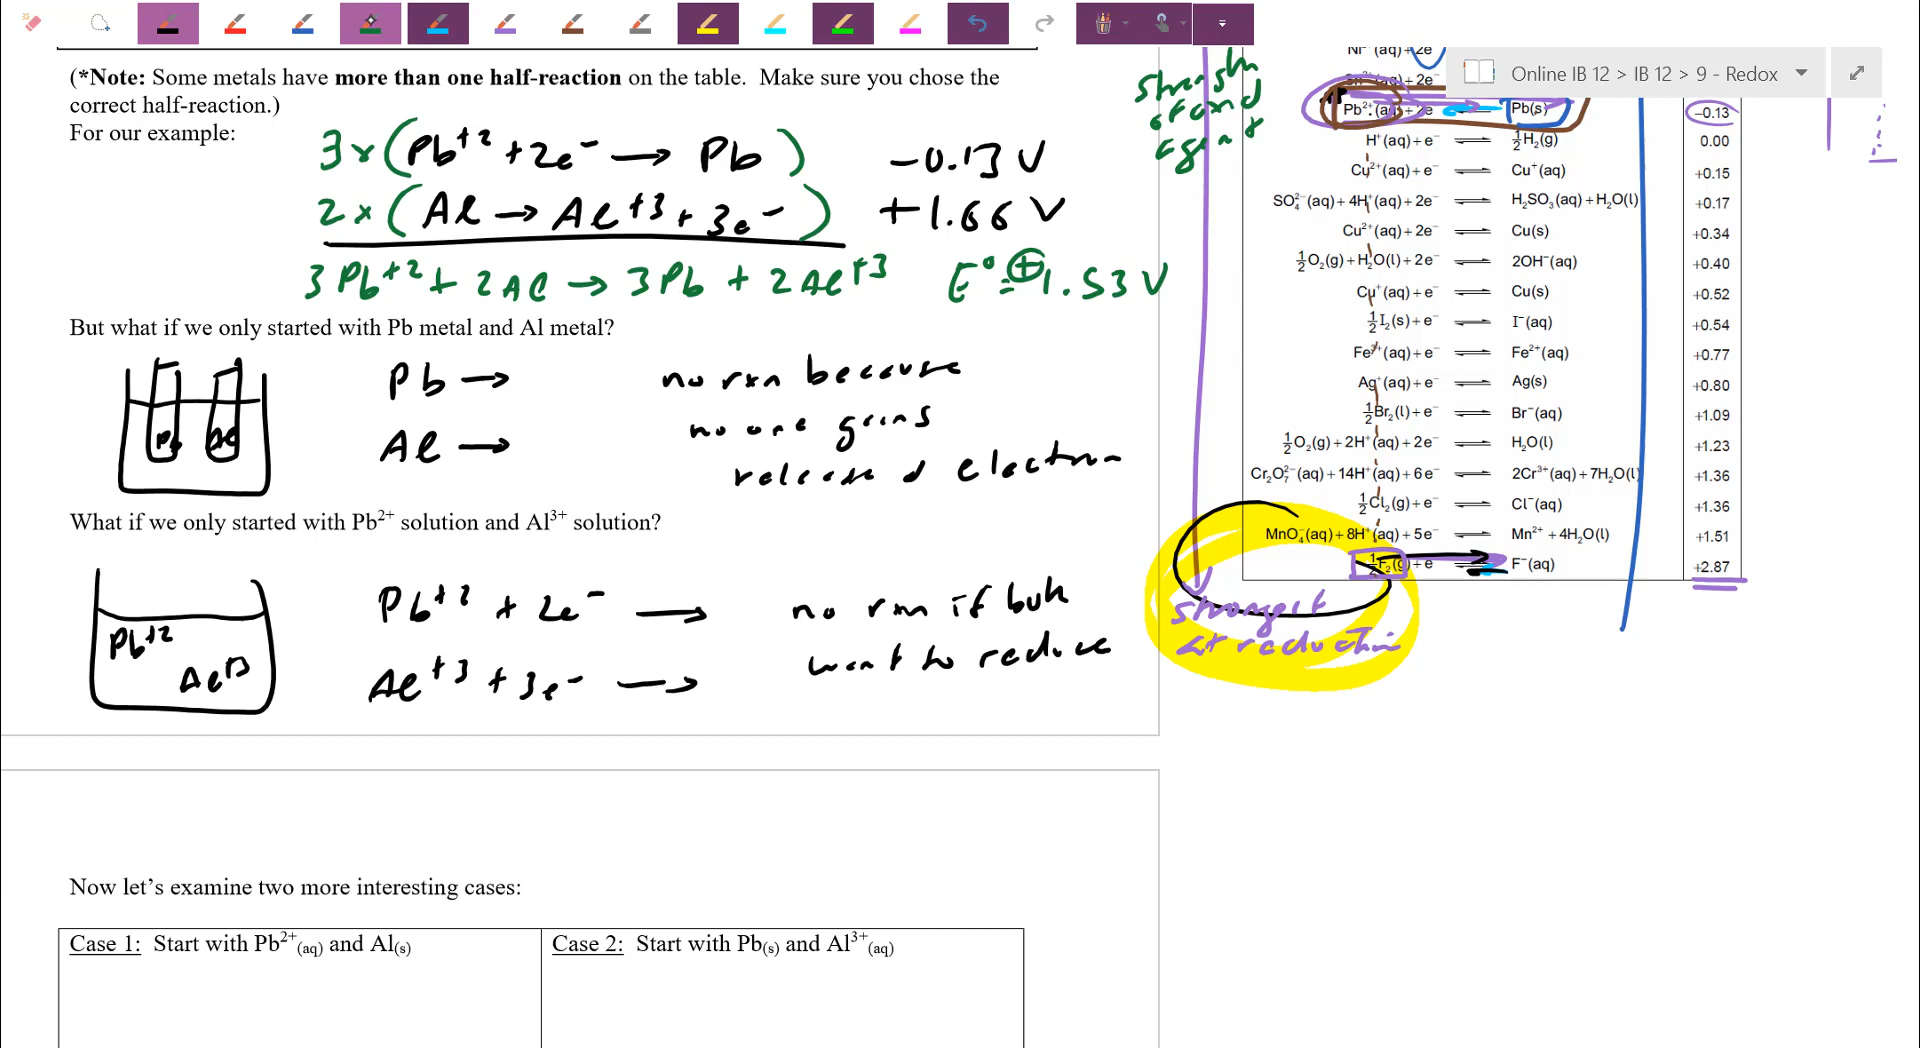 (*Note: Some metals have more than one half-reaction on the table. Make sure you chose the
correct half-reaction.)
For our example:
3 x (Pb⁺² + 2e⁻ → Pb) -0.13 V
2 x (Al → Al⁺³ + 3e⁻) +1.66 V
3Pb⁺² + 2Al → 3Pb + 2Al⁺³ E° = +1.53 V
But what if we only started with Pb metal and Al metal?
Pb Al
Pb → no rxn because
Al → no one gains
electron
What if we only started with Pb²⁺ solution and Al³⁺ solution?
Pb⁺² Al⁺³
Pb⁺² + 2e⁻ → no rxn if both
Al⁺³ + 3e⁻ → want to reduce
Now let's examine two more interesting cases:
Case 1: Start with Pb²⁺(aq) and Al(s)
Case 2: Start with Pb(s) and Al³⁺(aq)
Online IB 12 > IB 12 > 9 - Redox
Pb²⁺(aq) + 2e⁻ Pb(s) −0.13
H⁺(aq) + e⁻ ⇌ ½H₂(g) 0.00
Cu²⁺(aq) + e⁻ ⇌ Cu⁺(aq) +0.15
SO₄²⁻(aq) + 4H⁺(aq) + 2e⁻ ⇌ H₂SO₃(aq) + H₂O(l) +0.17
Cu²⁺(aq) + 2e⁻ ⇌ Cu(s) +0.34
½O₂(g) + H₂O(l) + 2e⁻ ⇌ 2OH⁻(aq) +0.40
Cu⁺(aq) + e⁻ ⇌ Cu(s) +0.52
½I₂(s) + e⁻ ⇌ I⁻(aq) +0.54
Fe³⁺(aq) + e⁻ ⇌ Fe²⁺(aq) +0.77
Ag⁺(aq) + e⁻ ⇌ Ag(s) +0.80
½Br₂(l) + e⁻ ⇌ Br⁻(aq) +1.09
½O₂(g) + 2H⁺(aq) + 2e⁻ ⇌ H₂O(l) +1.23
Cr₂O₇²⁻(aq) + 14H⁺(aq) + 6e⁻ ⇌ 2Cr³⁺(aq) + 7H₂O(l) +1.36
½Cl₂(g) + e⁻ ⇌ Cl⁻(aq) +1.36
MnO₄⁻(aq) + 8H⁺(aq) + 5e⁻ ⇌ Mn²⁺ + 4H₂O(l) +1.51
½F₂(g) + e⁻ ⇌ F⁻(aq) +2.87
strongest
at reduction